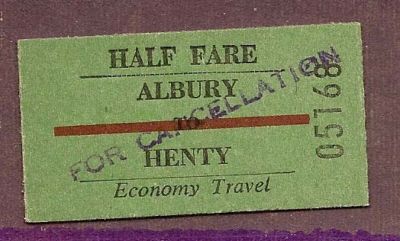 HALF FARE
ALBURY
TO
HENTY
Economy Travel
FOR CANCELLATION
05168